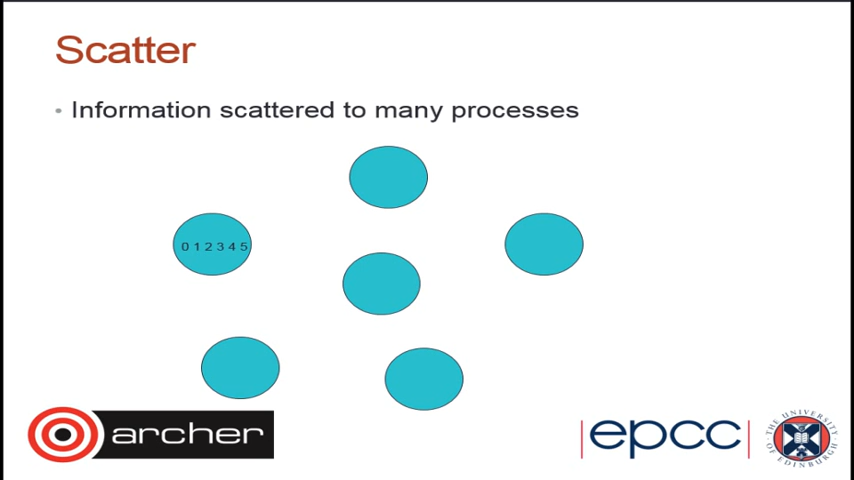 Scatter
• Information scattered to many processes
0 1 2 3 4 5
archer
epcc
THE UNIVERSITY OF EDINBURGH